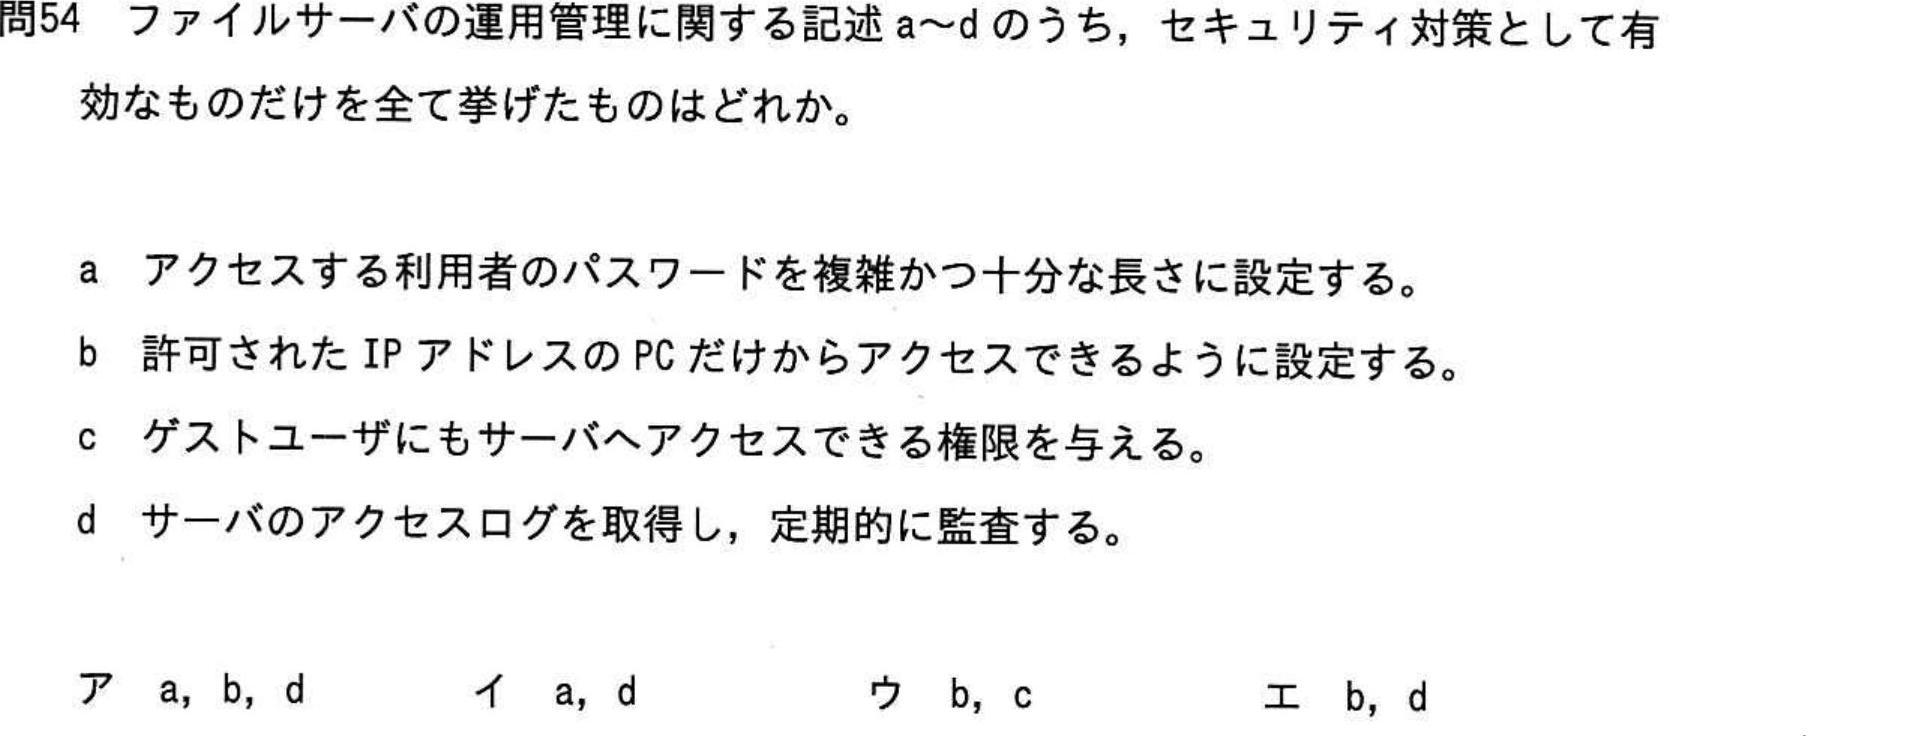 問54 ファイルサーバの運用管理に関する記述 a～d のうち，セキュリティ対策として有
効なものだけを全て挙げたものはどれか。
a アクセスする利用者のパスワードを複雑かつ十分な長さに設定する。
b 許可された IP アドレスの PC だけからアクセスできるように設定する。
c ゲストユーザにもサーバへアクセスできる権限を与える。
d サーバのアクセスログを取得し，定期的に監査する。
ア a, b, d イ a, d ウ b, c エ b, d